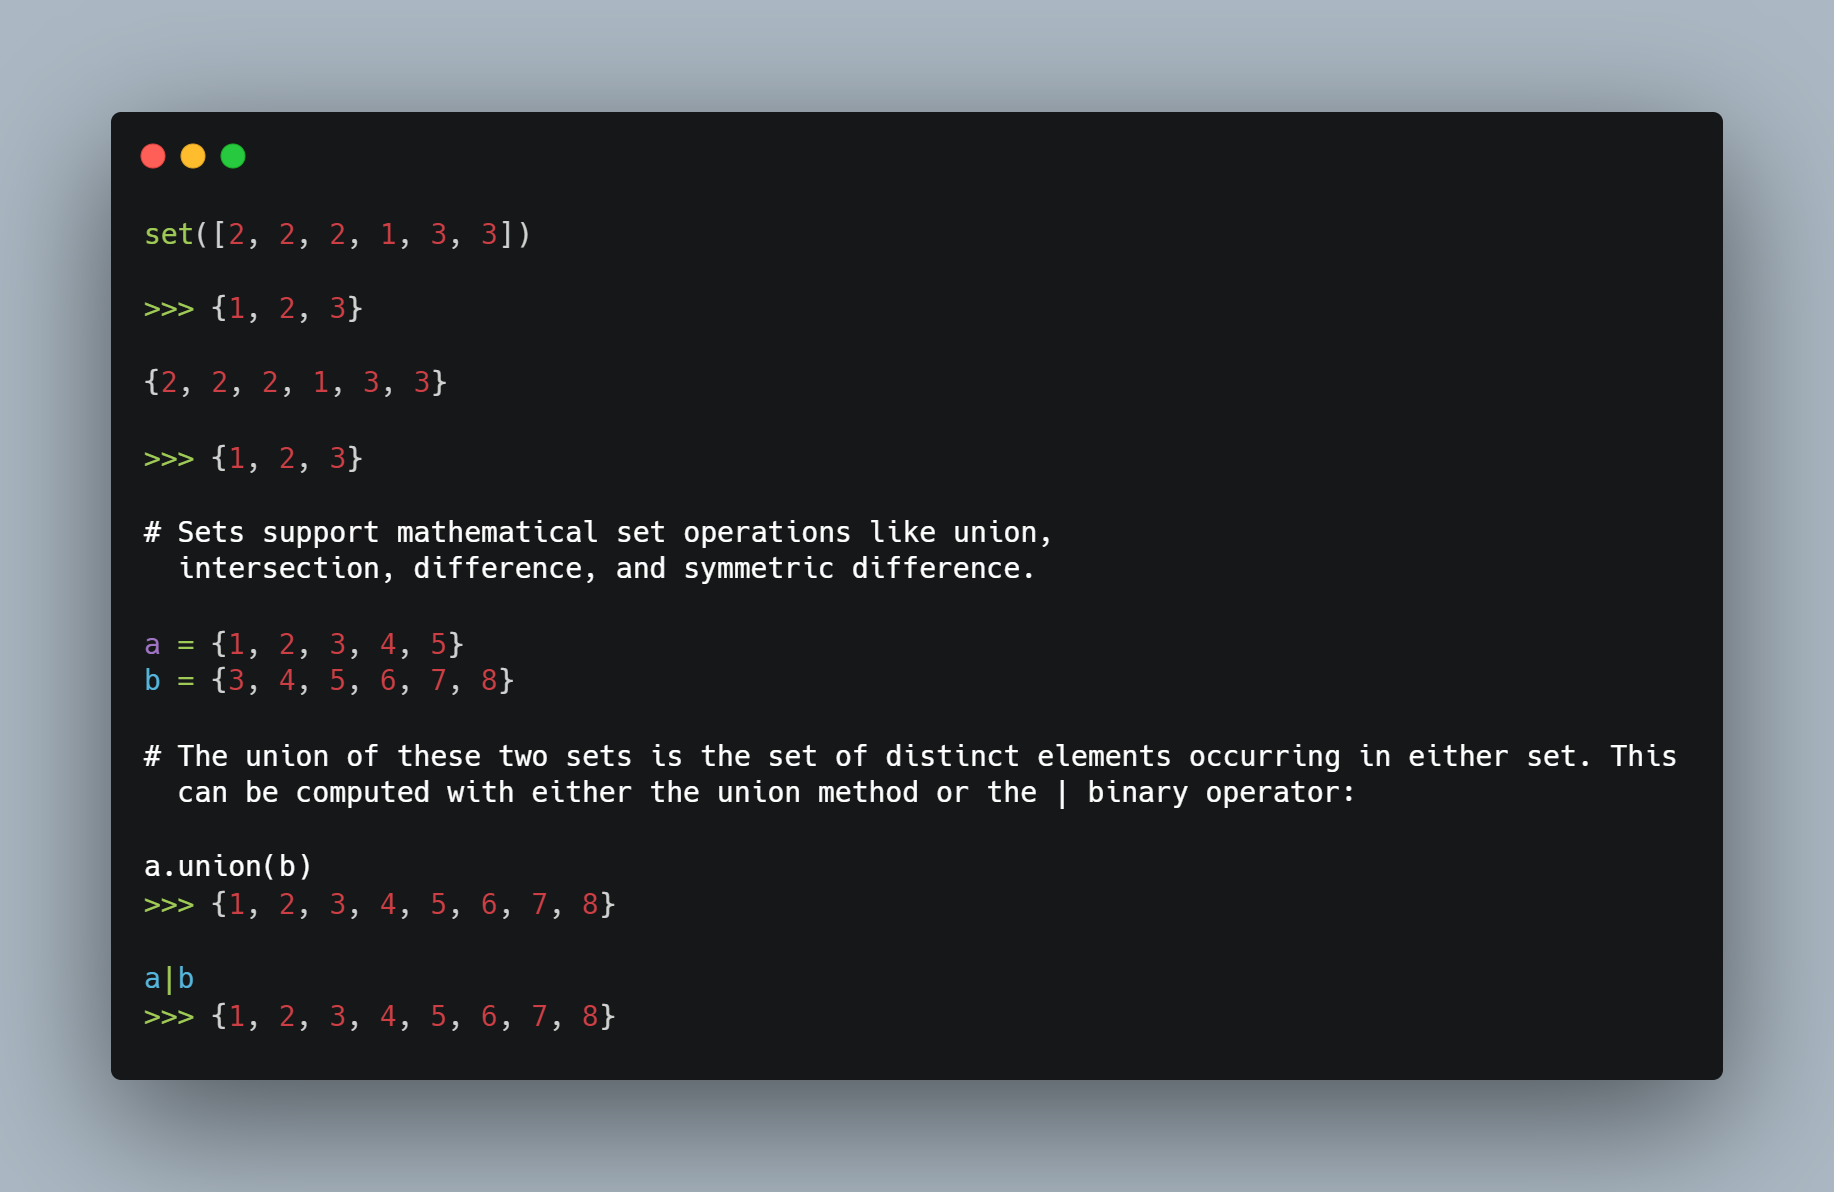 set([2, 2, 2, 1, 3, 3])
>>> {1, 2, 3}
{2, 2, 2, 1, 3, 3}
>>> {1, 2, 3}
# Sets support mathematical set operations like union,
intersection, difference, and symmetric difference.
a = {1, 2, 3, 4, 5}
b = {3, 4, 5, 6, 7, 8}
# The union of these two sets is the set of distinct elements occurring in either set. This
can be computed with either the union method or the | binary operator:
a.union(b)
>>> {1, 2, 3, 4, 5, 6, 7, 8}
a|b
>>> {1, 2, 3, 4, 5, 6, 7, 8}